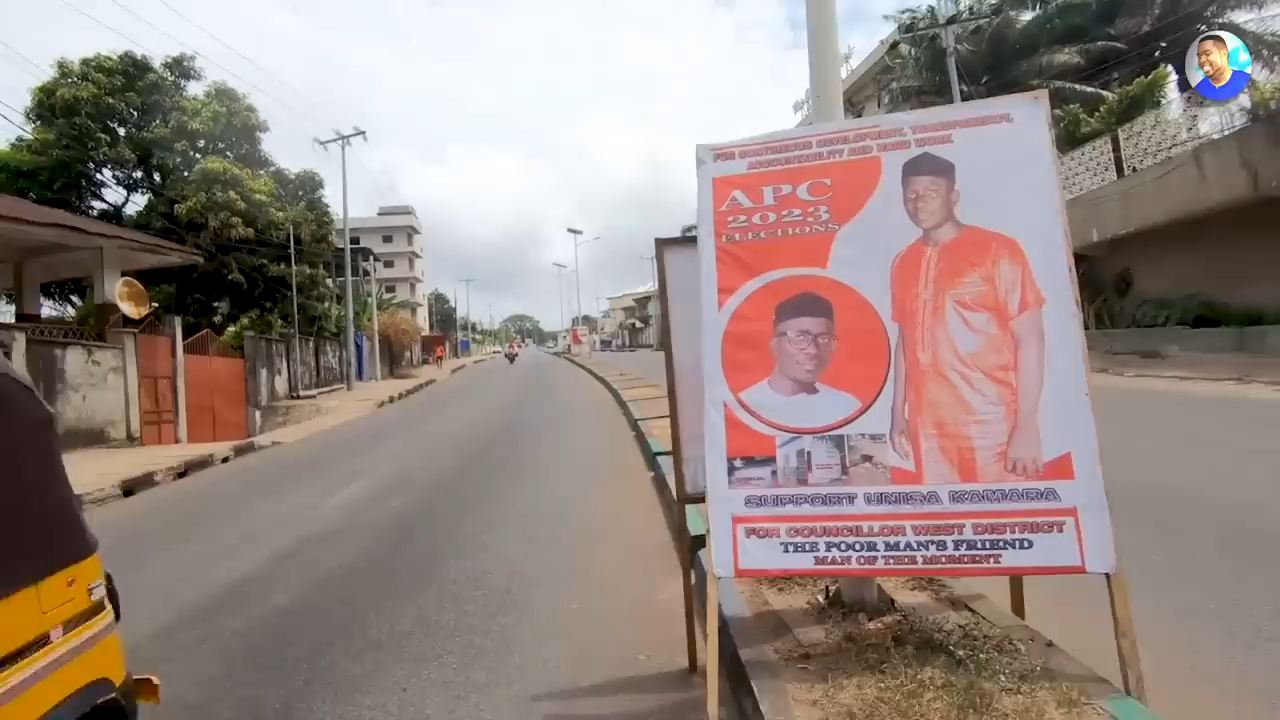 FOR CONTINUOUS DEVELOPMENT, TRANSPARENCY,
ACCOUNTABILITY AND HARD WORK
APC
2023
ELECTIONS
SUPPORT UNISA KAMARA
FOR COUNCILLOR WEST DISTRICT
THE POOR MAN'S FRIEND
MAN OF THE MOMENT